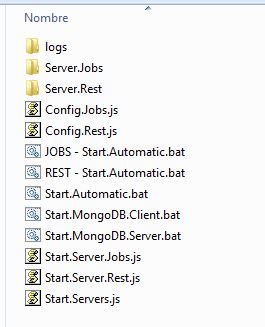 Nombre
logs
Server.Jobs
Server.Rest
Config.Jobs.js
Config.Rest.js
JOBS - Start.Automatic.bat
REST - Start.Automatic.bat
Start.Automatic.bat
Start.MongoDB.Client.bat
Start.MongoDB.Server.bat
Start.Server.Jobs.js
Start.Server.Rest.js
Start.Servers.js